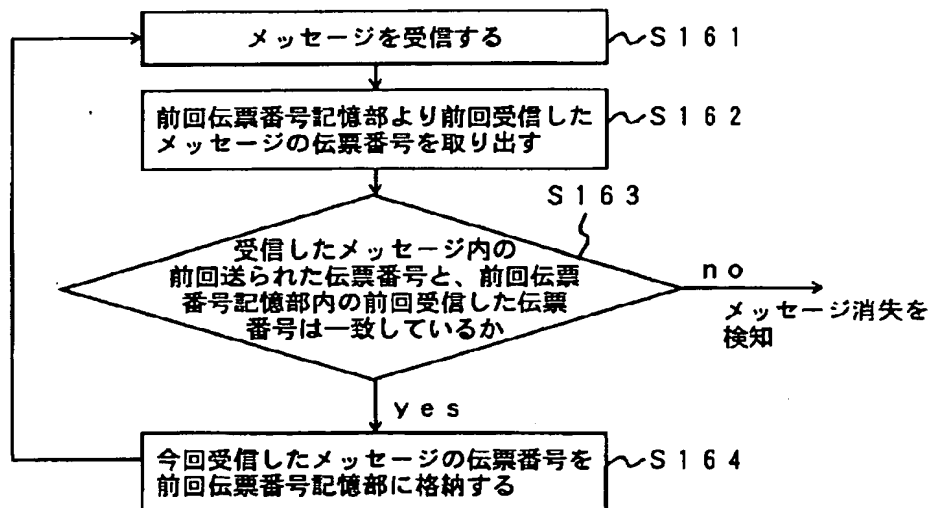 メッセージを受信する
S161
前回伝票番号記憶部より前回受信した
メッセージの伝票番号を取り出す
S162
S163
受信したメッセージ内の
前回送られた伝票番号と、前回伝票
番号記憶部内の前回受信した伝票
番号は一致しているか
no
メッセージ消失を
検知
yes
今回受信したメッセージの伝票番号を
前回伝票番号記憶部に格納する
S164